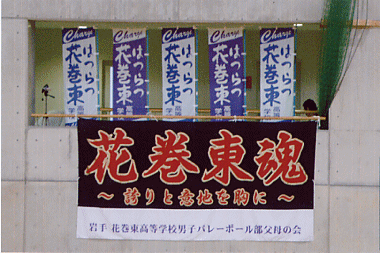 Charge
はつらつ
花巻東
Charge
はつらつ
花巻東
Charge
はつらつ
花巻東
Charge
はつらつ
花巻東
Charge
はつらつ
花巻東
花巻東魂
~ 誇りと意地を胸に ~
岩手 花巻東高等学校男子バレーボール部父母の会